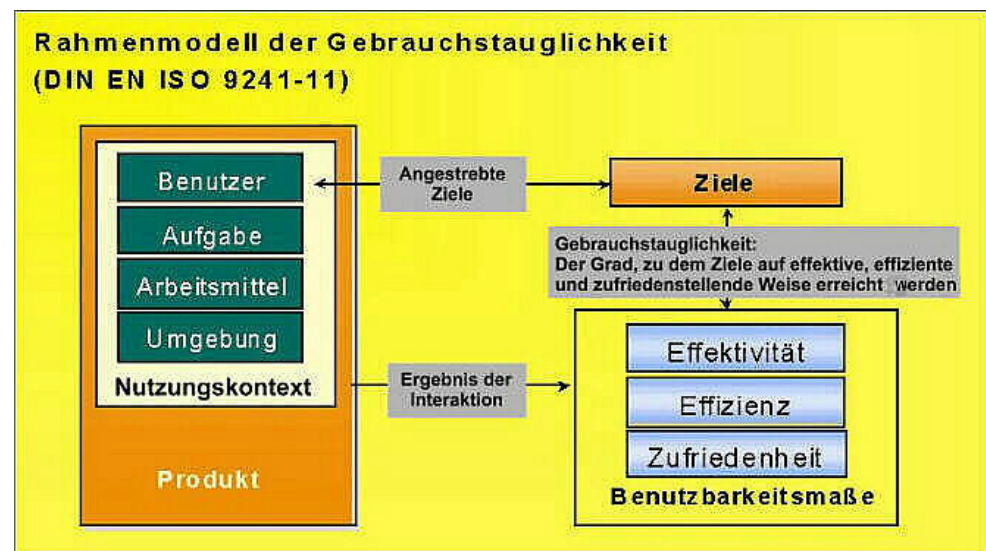 Rahmenmodell der Gebrauchstauglichkeit
(DIN EN ISO 9241-11)
Benutzer
Aufgabe
Arbeitsmittel
Umgebung
Nutzungskontext
Produkt
Angestrebte
Ziele
Ziele
Gebrauchstauglichkeit:
Der Grad, zu dem Ziele auf effektive, effiziente
und zufriedenstellende Weise erreicht werden
Ergebnis der
Interaktion
Effektivität
Effizienz
Zufriedenheit
Benutzbarkeitsmaße